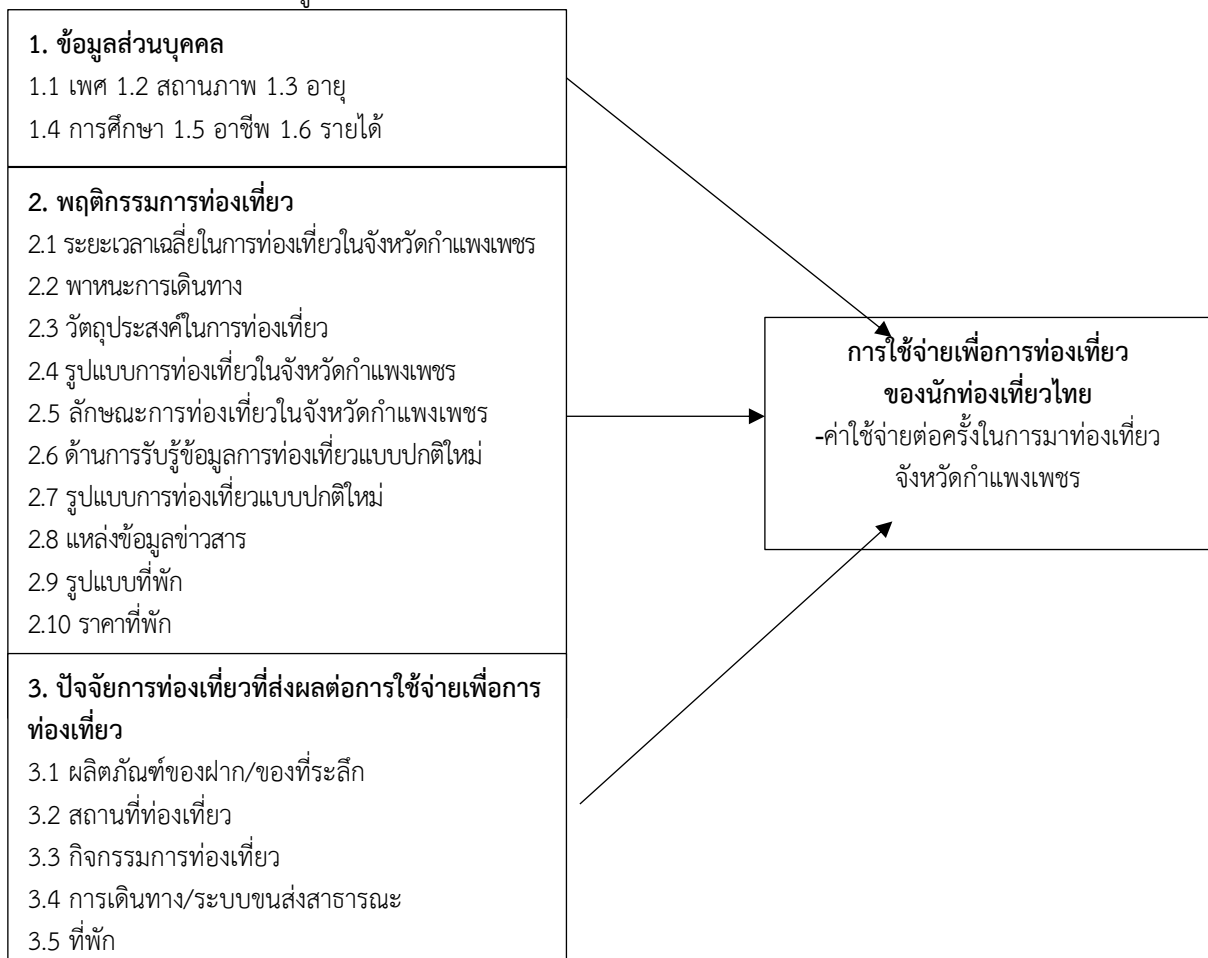 1. ข้อมูลส่วนบุคคล
1.1 เพศ 1.2 สถานภาพ 1.3 อายุ
1.4 การศึกษา 1.5 อาชีพ 1.6 รายได้
2. พฤติกรรมการท่องเที่ยว
2.1 ระยะเวลาเฉลี่ยในการท่องเที่ยวในจังหวัดกำแพงเพชร
2.2 พาหนะการเดินทาง
2.3 วัตถุประสงค์ในการท่องเที่ยว
2.4 รูปแบบการท่องเที่ยวในจังหวัดกำแพงเพชร
2.5 ลักษณะการท่องเที่ยวในจังหวัดกำแพงเพชร
2.6 ด้านการรับรู้ข้อมูลการท่องเที่ยวแบบปกติใหม่
2.7 รูปแบบการท่องเที่ยวแบบปกติใหม่
2.8 แหล่งข้อมูลข่าวสาร
2.9 รูปแบบที่พัก
2.10 ราคาที่พัก
3. ปัจจัยการท่องเที่ยวที่ส่งผลต่อการใช้จ่ายเพื่อการ
ท่องเที่ยว
3.1 ผลิตภัณฑ์ของฝาก/ของที่ระลึก
3.2 สถานที่ท่องเที่ยว
3.3 กิจกรรมการท่องเที่ยว
3.4 การเดินทาง/ระบบขนส่งสาธารณะ
3.5 ที่พัก
การใช้จ่ายเพื่อการท่องเที่ยว
ของนักท่องเที่ยวไทย
-ค่าใช้จ่ายต่อครั้งในการมาท่องเที่ยว
จังหวัดกำแพงเพชร